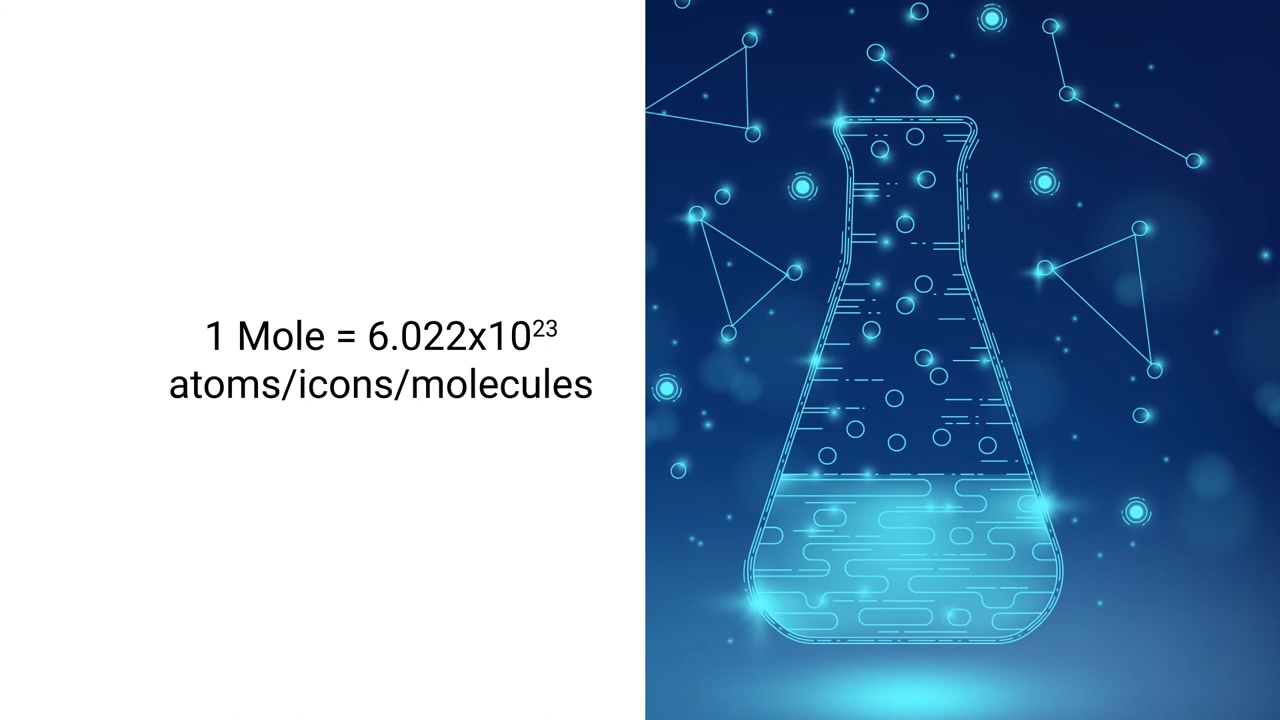 1 Mole = 6.022x10²³
atoms/icons/molecules